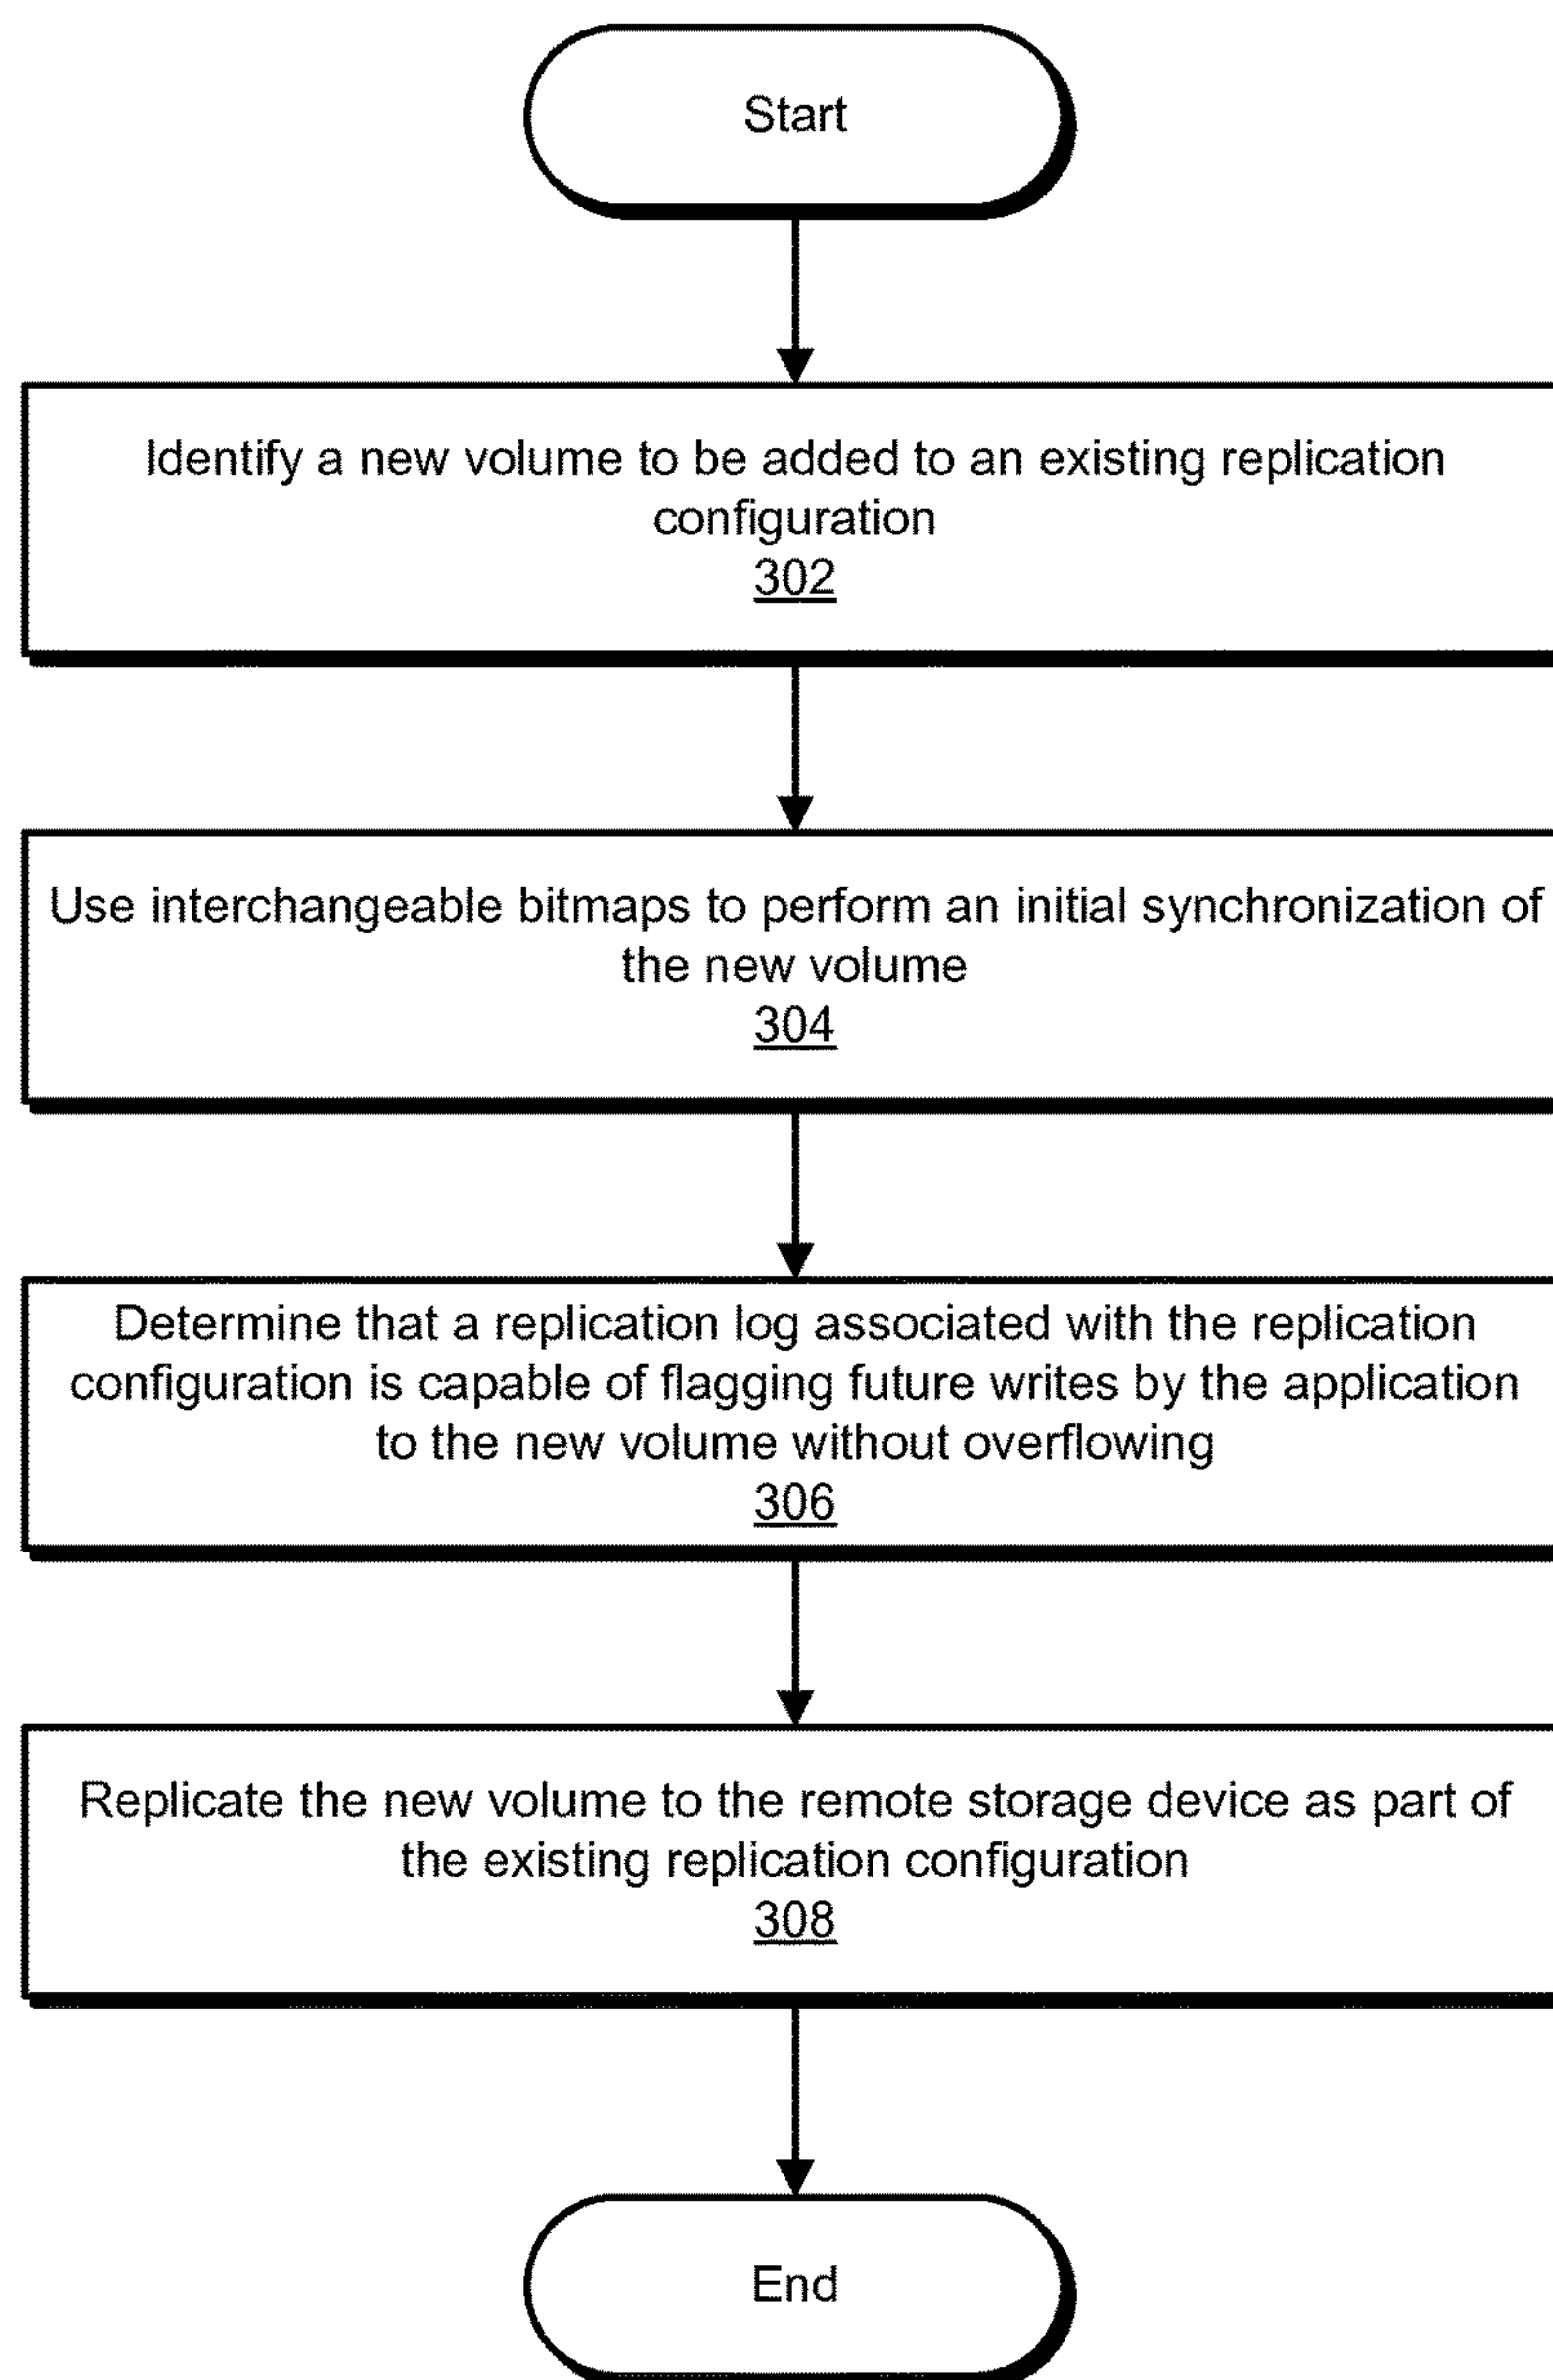 Start
Identify a new volume to be added to an existing replication
configuration
302
Use interchangeable bitmaps to perform an initial synchronization of
the new volume
304
Determine that a replication log associated with the replication
configuration is capable of flagging future writes by the application
to the new volume without overflowing
306
Replicate the new volume to the remote storage device as part of
the existing replication configuration
308
End